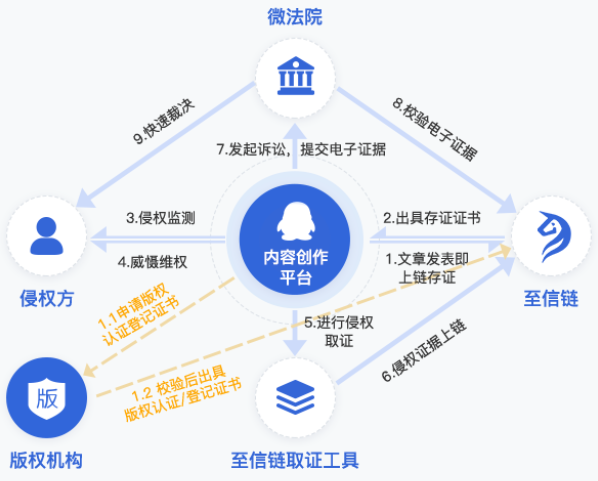 微法院
9.快速裁决
8.校验电子证据
7.发起诉讼，提交电子证据
3.侵权监测
2.出具存证证书
内容创作
平台
4.威慑维权
1.文章发表即
上链存证
侵权方
至信链
1.1申请版权
认证登记证书
5.进行侵权
取证
6.侵权证据上链
1.2 校验后出具
版权认证/登记证书
版
版权机构
至信链取证工具